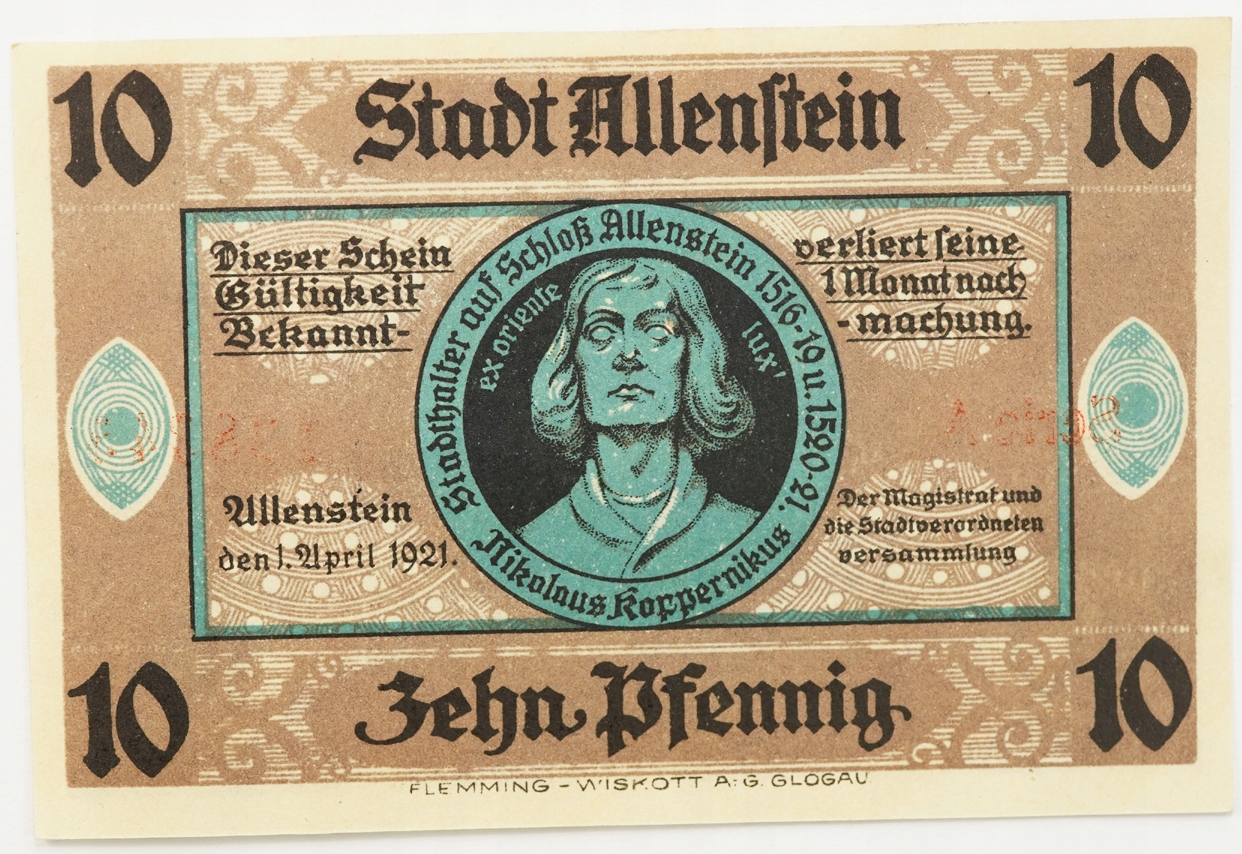 10
Stadt Allenstein
10
Dieser Schein
Gültigkeit
Bekannt-
verliert seine
1 Monat nach
-machung.
Stadthalter auf Schloß Allenstein 1516-19 u. 1520-21.
ex oriente
lux'
Nikolaus Koppernikus
Allenstein
den 1. April 1921.
Der Magistrat und
die Stadtverordneten
versammlung
10
Zehn Pfennig
10
FLEMMING - WISKOTT A:G. GLOGAU